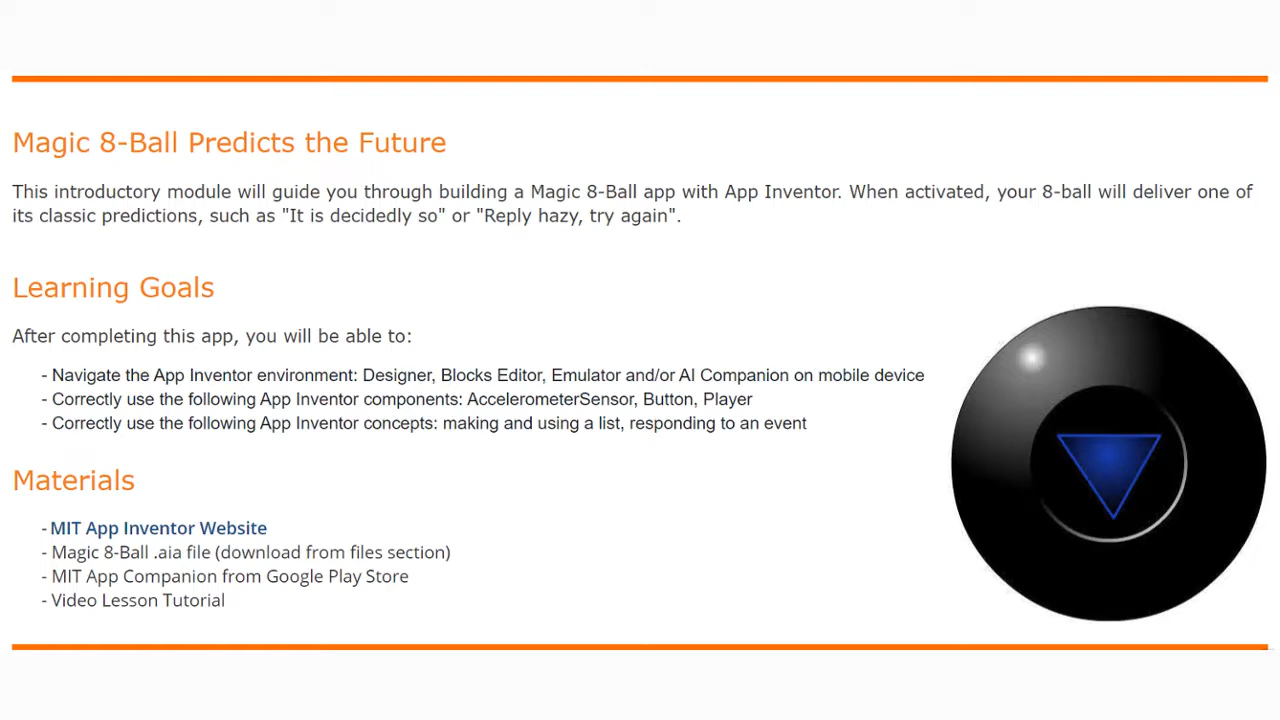 Magic 8-Ball Predicts the Future
This introductory module will guide you through building a Magic 8-Ball app with App Inventor. When activated, your 8-ball will deliver one of
its classic predictions, such as "It is decidedly so" or "Reply hazy, try again".
Learning Goals
After completing this app, you will be able to:
- Navigate the App Inventor environment: Designer, Blocks Editor, Emulator and/or AI Companion on mobile device
- Correctly use the following App Inventor components: AccelerometerSensor, Button, Player
- Correctly use the following App Inventor concepts: making and using a list, responding to an event
Materials
- MIT App Inventor Website
- Magic 8-Ball .aia file (download from files section)
- MIT App Companion from Google Play Store
- Video Lesson Tutorial